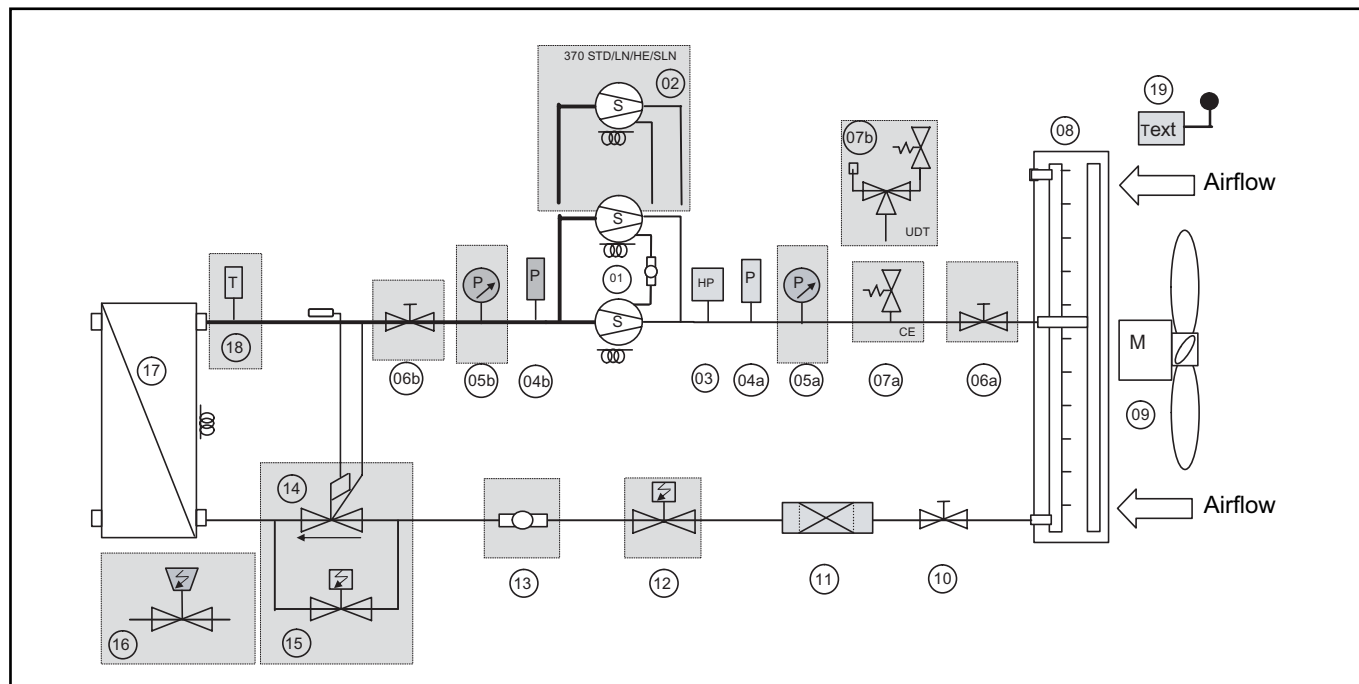 370 STD/LN/HE/SLN
02
S
19
Text
08
07b
UDT
Airflow
S
T
P
P
01
HP
P
P
CE
S
M
17
18
06b
05b
04b
03
04a
05a
07a
06a
09
14
Airflow
13
12
11
10
16
15